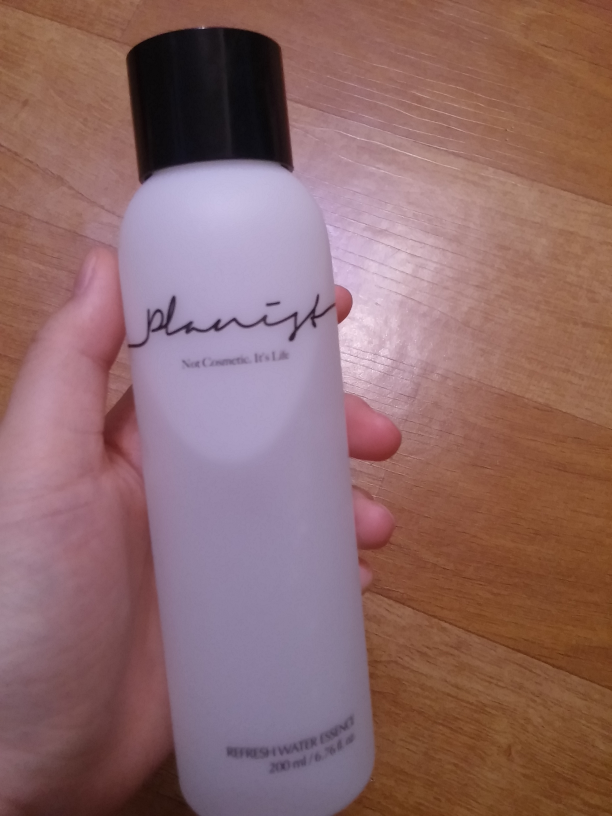 planist
Not Cosmetic. It's Life
REFRESH WATER ESSENCE
200 ml / 6.76 fl oz